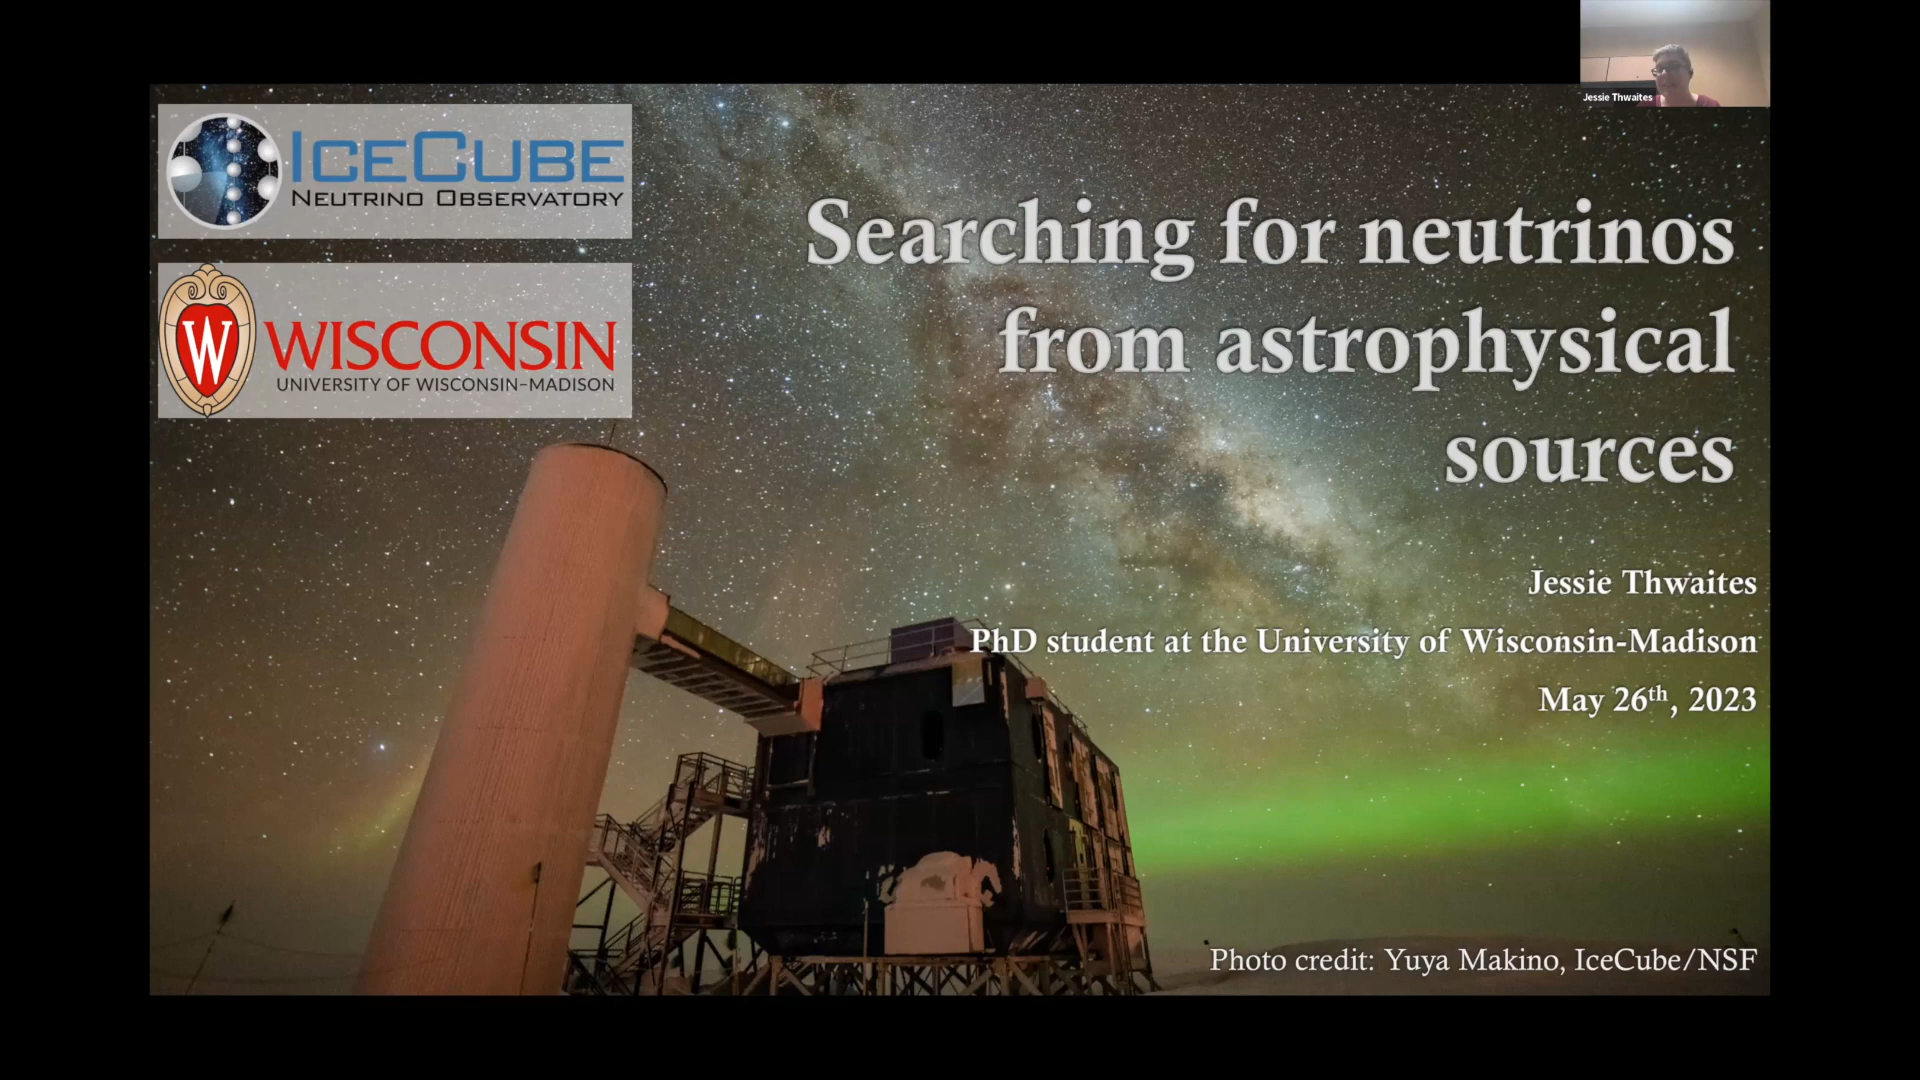 Jessie Thwaites
ICECUBE
NEUTRINO OBSERVATORY
W WISCONSIN
UNIVERSITY OF WISCONSIN-MADISON
Searching for neutrinos
from astrophysical
sources
Jessie Thwaites
PhD student at the University of Wisconsin-Madison
May 26th, 2023
Photo credit: Yuya Makino, IceCube/NSF